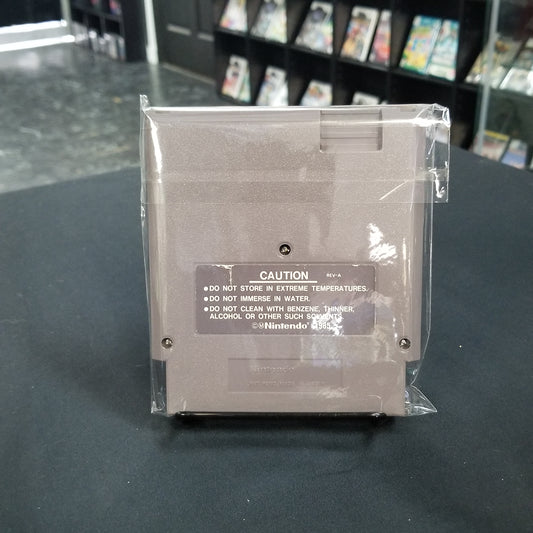 CAUTION REV-A
●DO NOT STORE IN EXTREME TEMPERATURES.
●DO NOT IMMERSE IN WATER.
●DO NOT CLEAN WITH BENZENE, THINNER,
ALCOHOL OR OTHER SUCH SOLVENTS.
©Ⓜ Nintendo® 1985
Nintendo